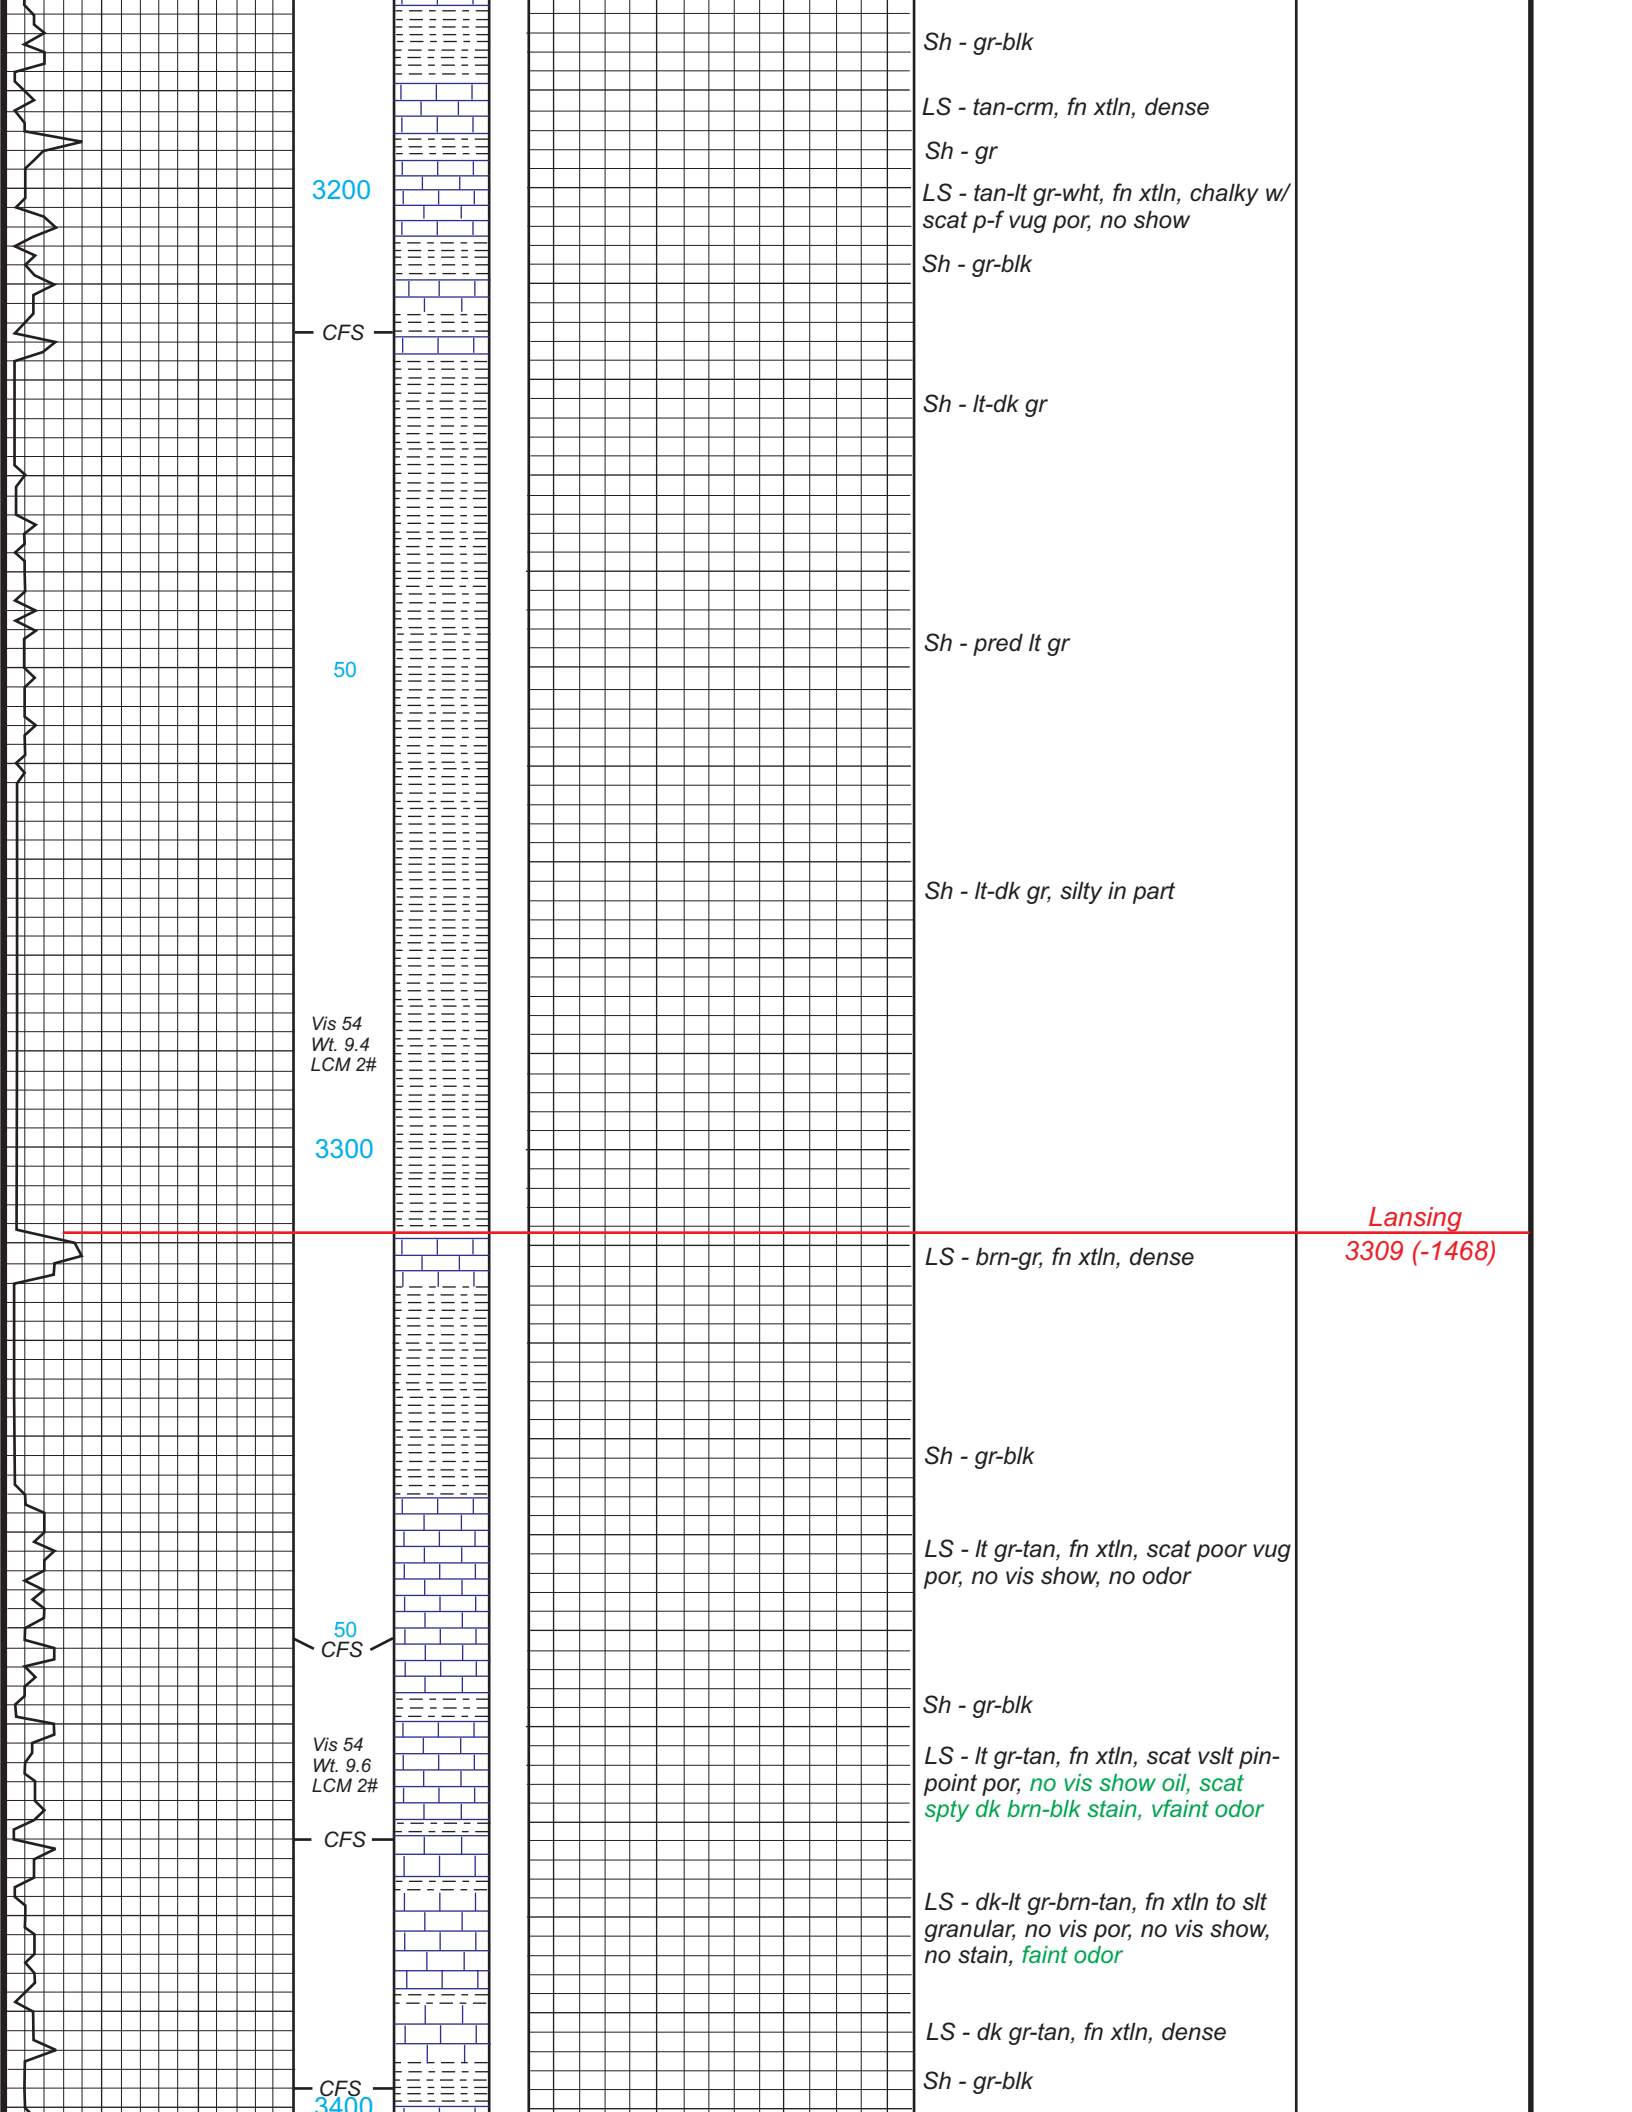 Sh - gr-blk
LS - tan-crm, fn xtln, dense
Sh - gr
3200
LS - tan-lt gr-wht, fn xtln, chalky w/
scat p-f vug por, no show
Sh - gr-blk
CFS
Sh - lt-dk gr
Sh - pred lt gr
50
Sh - lt-dk gr, silty in part
Vis 54
Wt. 9.4
LCM 2#
3300
Lansing
3309 (-1468)
LS - brn-gr, fn xtln, dense
Sh - gr-blk
LS - lt gr-tan, fn xtln, scat poor vug
por, no vis show, no odor
50
CFS
Sh - gr-blk
Vis 54
Wt. 9.6
LCM 2#
LS - lt gr-tan, fn xtln, scat vslt pin-
point por, no vis show oil, scat
spty dk brn-blk stain, vfaint odor
CFS
LS - dk-lt gr-brn-tan, fn xtln to slt
granular, no vis por, no vis show,
no stain, faint odor
LS - dk gr-tan, fn xtln, dense
Sh - gr-blk
CFS
3400